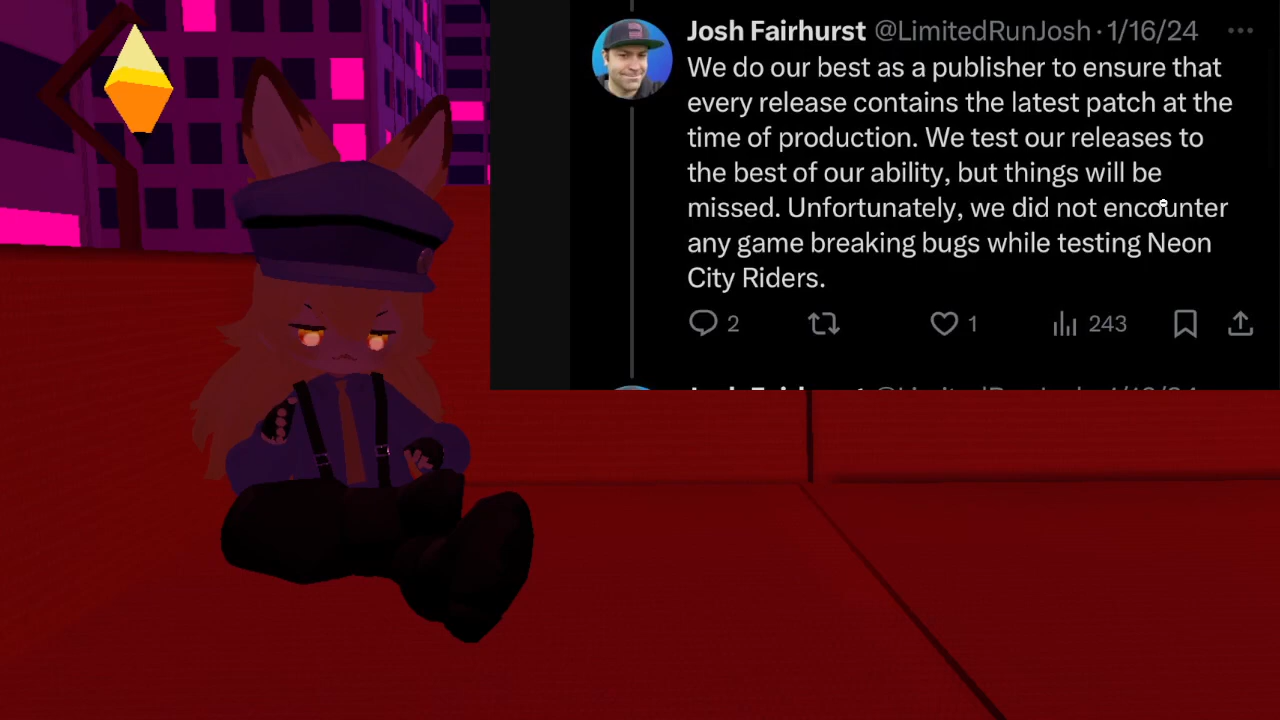 Josh Fairhurst @LimitedRunJosh · 1/16/24
We do our best as a publisher to ensure that
every release contains the latest patch at the
time of production. We test our releases to
the best of our ability, but things will be
missed. Unfortunately, we did not encounter
any game breaking bugs while testing Neon
City Riders.
2 1 243